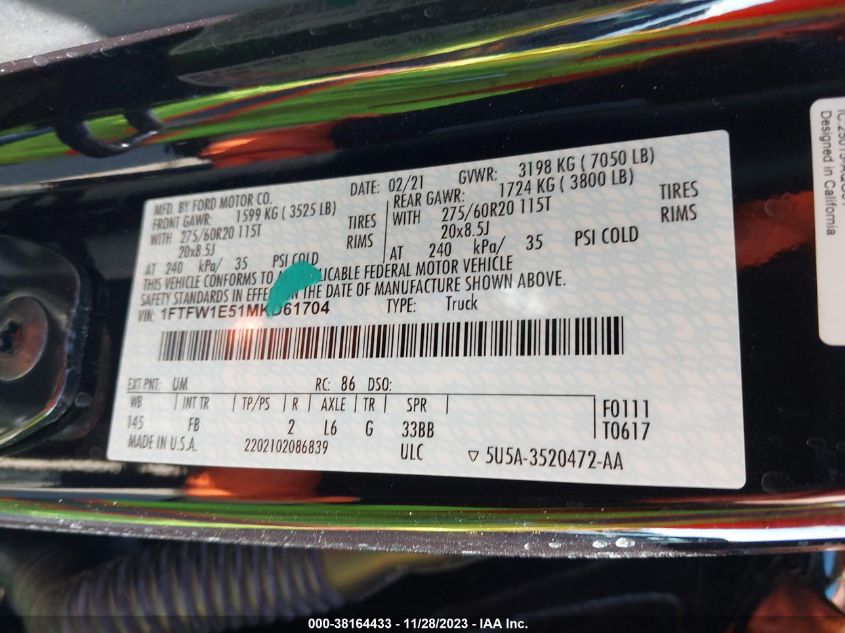 MFD. BY FORD MOTOR CO.
DATE: 02/21 GVWR: 3198 KG ( 7050 LB)
FRONT GAWR: 1599 KG ( 3525 LB)
WITH 275/60R20 115T TIRES
20x8.5J RIMS
AT 240 kPa/ 35 PSI COLD
REAR GAWR: 1724 KG ( 3800 LB)
WITH 275/60R20 115T TIRES
20x8.5J RIMS
AT 240 kPa/ 35 PSI COLD
THIS VEHICLE CONFORMS TO FEDERAL MOTOR VEHICLE
SAFETY STANDARDS IN THE DATE OF MANUFACTURE SHOWN ABOVE.
VIN: 1FTFW1E51MKD61704 TYPE: Truck
EXT PNT: UM RC: 86 DSO:
WB INT TR TP/PS R AXLE TR SPR
145 FB 2 L6 G 33BB
F0111
T0617
MADE IN U.S.A. 2202102086839 ULC
5U5A-3520472-AA
Designed in California
000-38164433 - 11/28/2023 - IAA Inc.